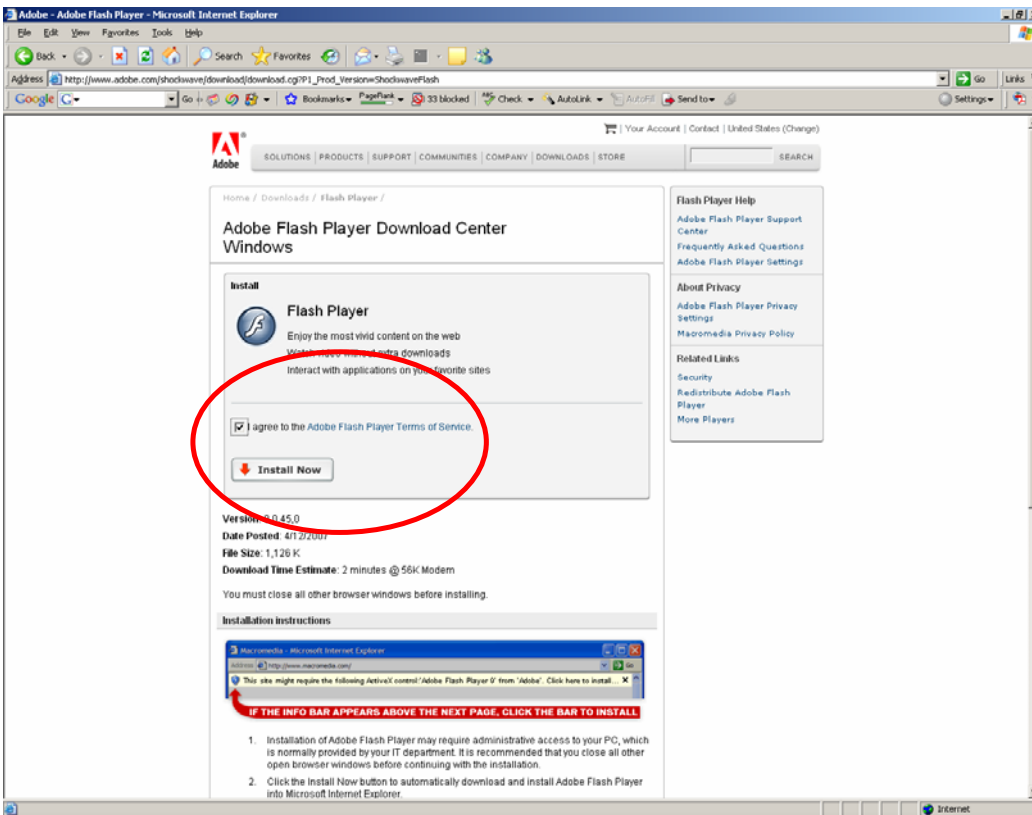 Adobe - Adobe Flash Player - Microsoft Internet Explorer
File Edit View Favorites Tools Help
Back Search Favorites
Address http://www.adobe.com/shockwave/download/download.cgi?P1_Prod_Version=ShockwaveFlash Go Links
Google G Go Bookmarks PageRank 33 blocked Check AutoLink AutoFill Send to Settings
Your Account | Contact | United States (Change)
Adobe
SOLUTIONS | PRODUCTS | SUPPORT | COMMUNITIES | COMPANY | DOWNLOADS | STORE
SEARCH
Home / Downloads / Flash Player /
Adobe Flash Player Download Center
Windows
Install
Flash Player
Enjoy the most vivid content on the web
Watch video without extra downloads
Interact with applications on your favorite sites
I agree to the Adobe Flash Player Terms of Service.
Install Now
Version: 9,0,45,0
Date Posted: 4/12/2007
File Size: 1,126 K
Download Time Estimate: 2 minutes @ 56K Modem
You must close all other browser windows before installing.
Installation instructions
Macromedia - Microsoft Internet Explorer
Address http://www.macromedia.com/ Go
This site might require the following ActiveX control:'Adobe Flash Player 9' from 'Adobe'. Click here to install...
IF THE INFO BAR APPEARS ABOVE THE NEXT PAGE, CLICK THE BAR TO INSTALL
1. Installation of Adobe Flash Player may require administrative access to your PC, which
is normally provided by your IT department. It is recommended that you close all other
open browser windows before continuing with the installation.
2. Click the Install Now button to automatically download and install Adobe Flash Player
into Microsoft Internet Explorer.
Flash Player Help
Adobe Flash Player Support
Center
Frequently Asked Questions
Adobe Flash Player Settings
About Privacy
Adobe Flash Player Privacy
Settings
Macromedia Privacy Policy
Related Links
Security
Redistribute Adobe Flash
Player
More Players
Internet